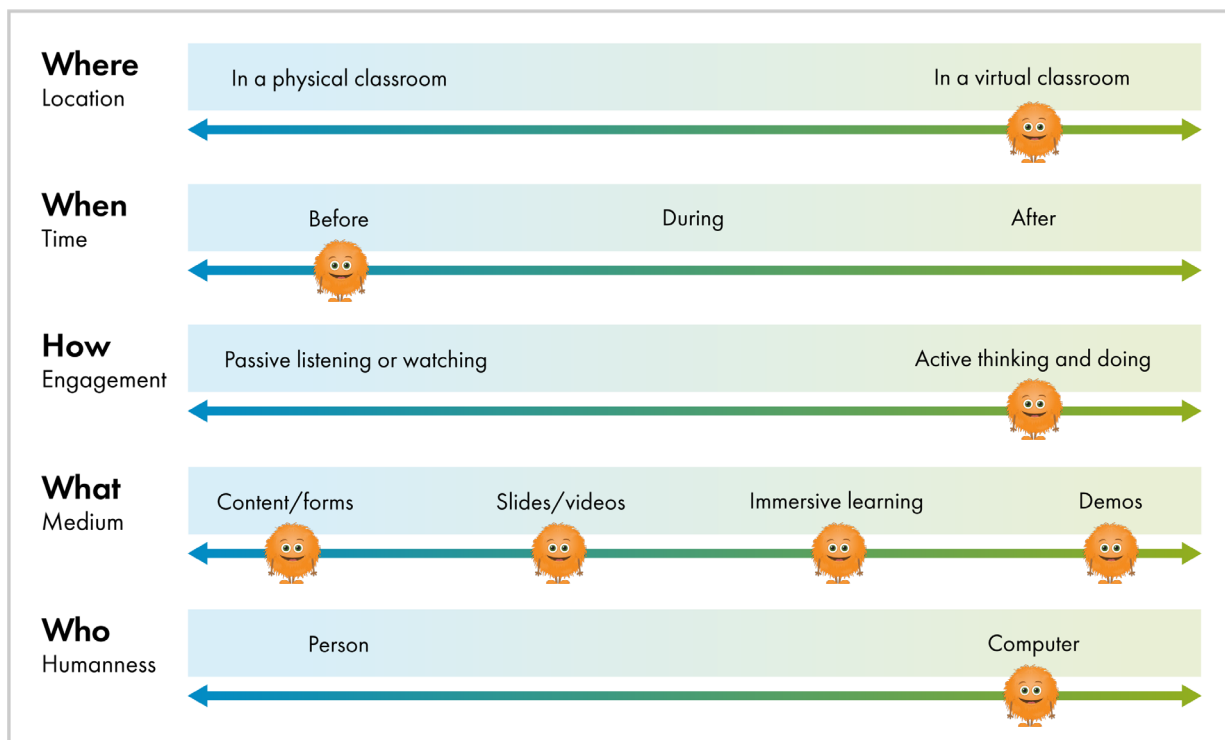 Where
Location
In a physical classroom
In a virtual classroom
When
Time
Before
During
After
How
Engagement
Passive listening or watching
Active thinking and doing
What
Medium
Content/forms
Slides/videos
Immersive learning
Demos
Who
Humanness
Person
Computer